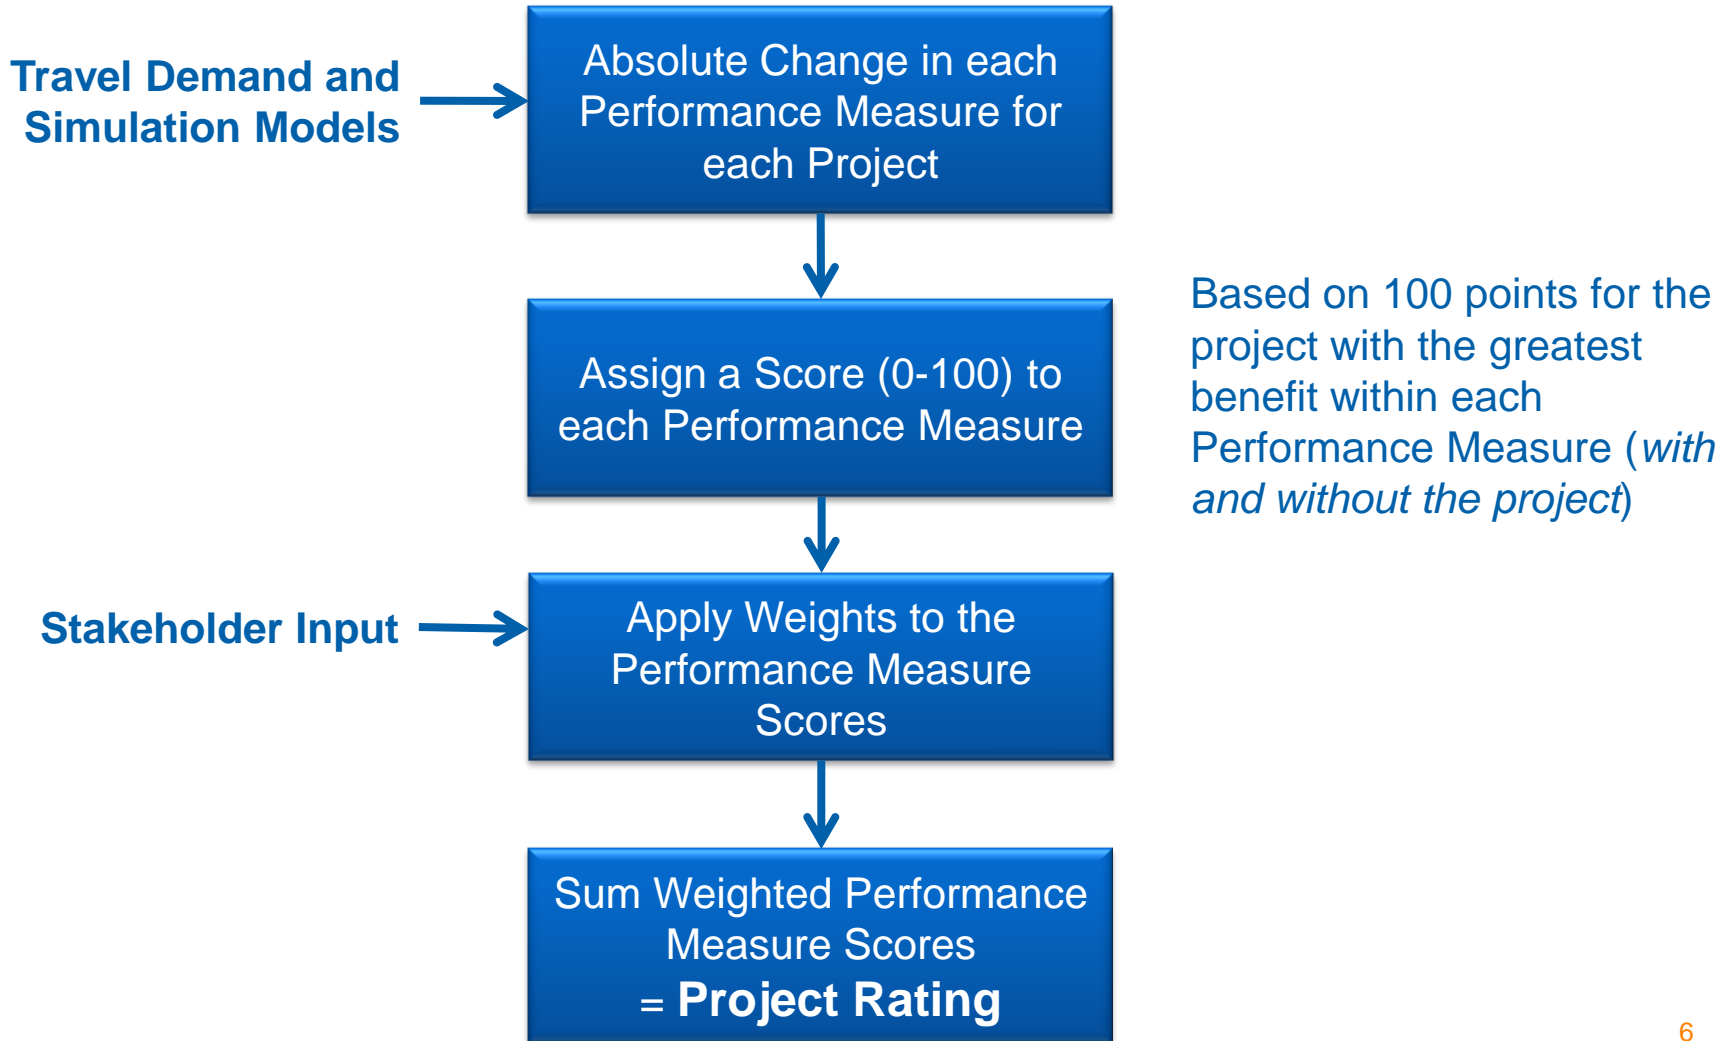 Travel Demand and
Simulation Models
Absolute Change in each
Performance Measure for
each Project
Assign a Score (0-100) to
each Performance Measure
Based on 100 points for the
project with the greatest
benefit within each
Performance Measure (with
and without the project)
Stakeholder Input
Apply Weights to the
Performance Measure
Scores
Sum Weighted Performance
Measure Scores
= Project Rating
6